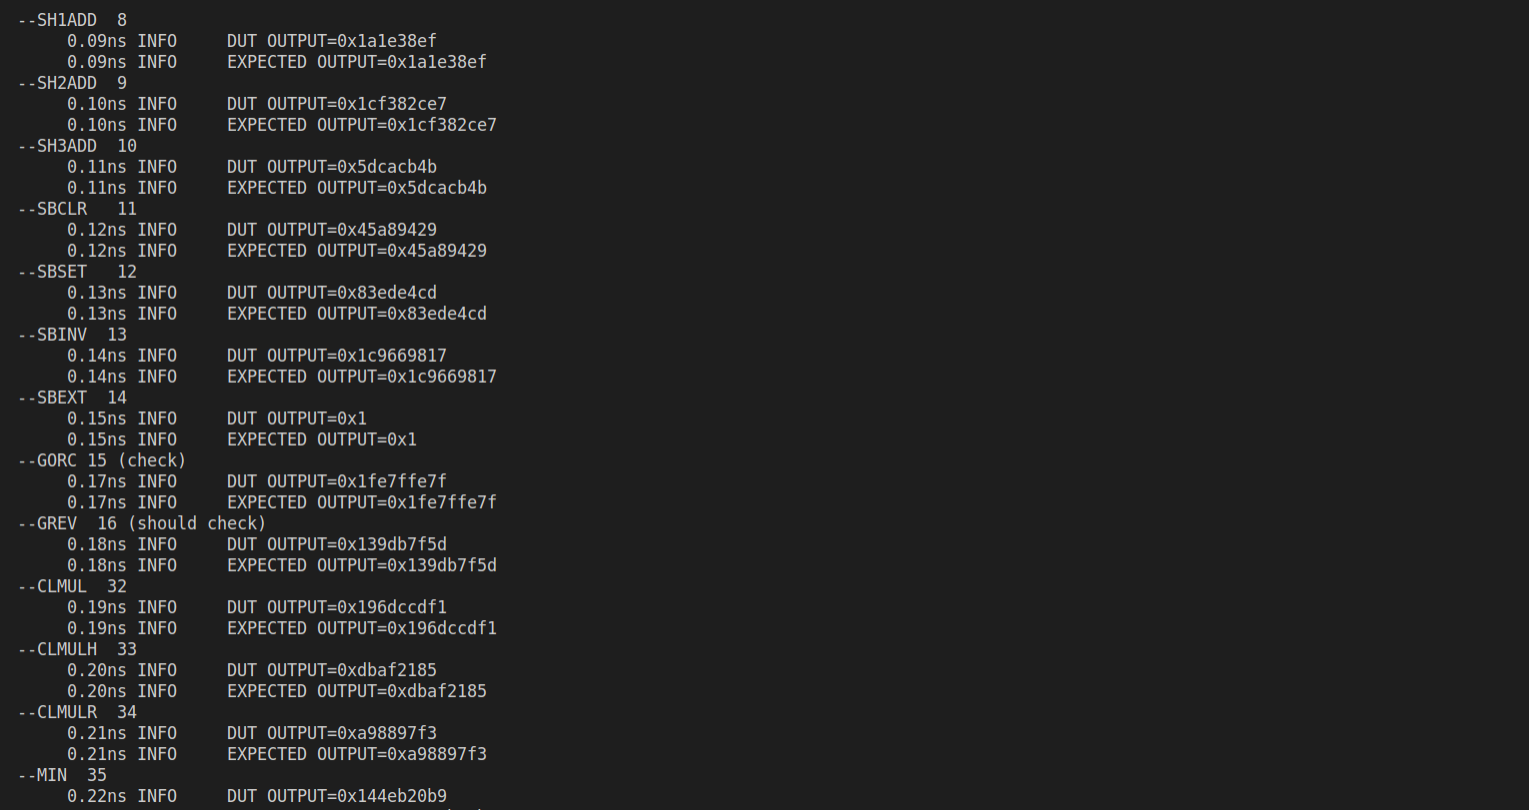 --SH1ADD  8
     0.09ns INFO     DUT OUTPUT=0x1a1e38ef
     0.09ns INFO     EXPECTED OUTPUT=0x1a1e38ef
--SH2ADD  9
     0.10ns INFO     DUT OUTPUT=0x1cf382ce7
     0.10ns INFO     EXPECTED OUTPUT=0x1cf382ce7
--SH3ADD  10
     0.11ns INFO     DUT OUTPUT=0x5dcacb4b
     0.11ns INFO     EXPECTED OUTPUT=0x5dcacb4b
--SBCLR   11
     0.12ns INFO     DUT OUTPUT=0x45a89429
     0.12ns INFO     EXPECTED OUTPUT=0x45a89429
--SBSET   12
     0.13ns INFO     DUT OUTPUT=0x83ede4cd
     0.13ns INFO     EXPECTED OUTPUT=0x83ede4cd
--SBINV  13
     0.14ns INFO     DUT OUTPUT=0x1c9669817
     0.14ns INFO     EXPECTED OUTPUT=0x1c9669817
--SBEXT  14
     0.15ns INFO     DUT OUTPUT=0x1
     0.15ns INFO     EXPECTED OUTPUT=0x1
--GORC 15 (check)
     0.17ns INFO     DUT OUTPUT=0x1fe7ffe7f
     0.17ns INFO     EXPECTED OUTPUT=0x1fe7ffe7f
--GREV  16 (should check)
     0.18ns INFO     DUT OUTPUT=0x139db7f5d
     0.18ns INFO     EXPECTED OUTPUT=0x139db7f5d
--CLMUL  32
     0.19ns INFO     DUT OUTPUT=0x196dccdf1
     0.19ns INFO     EXPECTED OUTPUT=0x196dccdf1
--CLMULH  33
     0.20ns INFO     DUT OUTPUT=0xdbaf2185
     0.20ns INFO     EXPECTED OUTPUT=0xdbaf2185
--CLMULR  34
     0.21ns INFO     DUT OUTPUT=0xa98897f3
     0.21ns INFO     EXPECTED OUTPUT=0xa98897f3
--MIN  35
     0.22ns INFO     DUT OUTPUT=0x144eb20b9